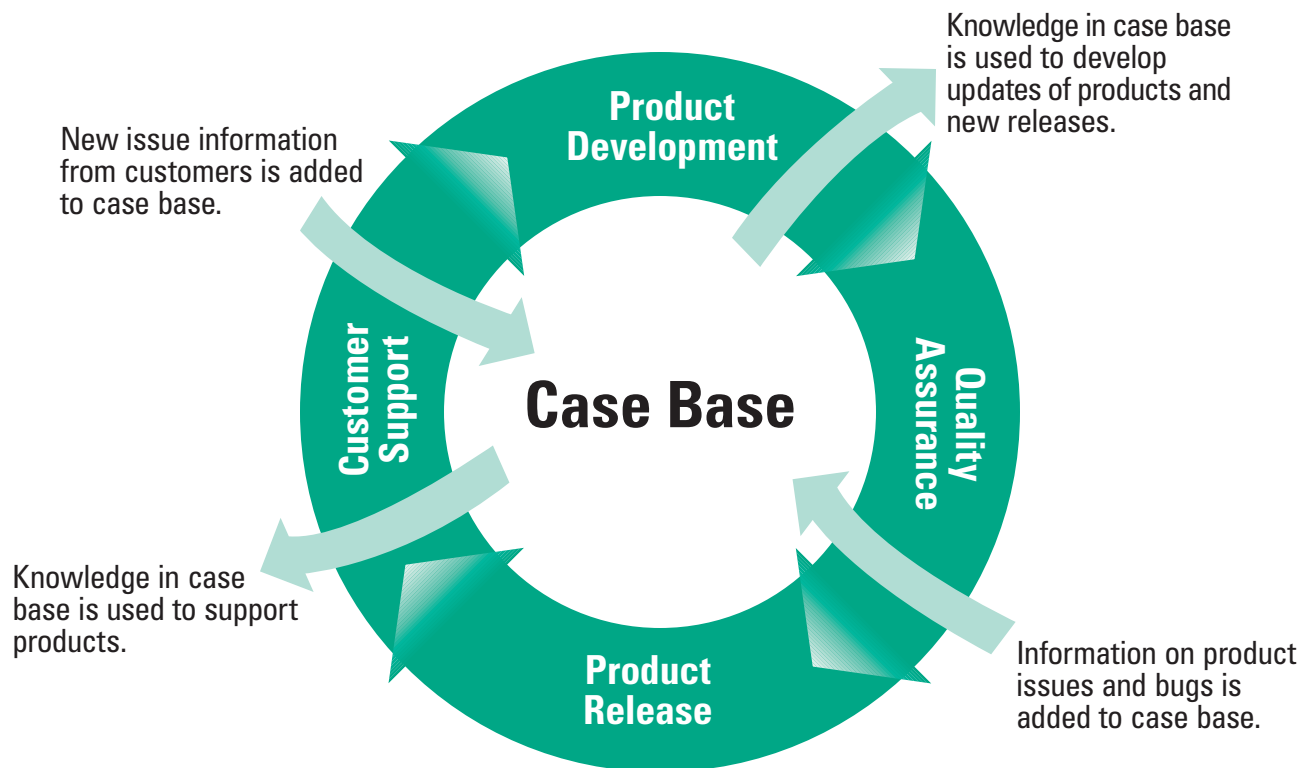 Knowledge in case base
is used to develop
updates of products and
new releases.
Product
Development
New issue information
from customers is added
to case base.
Customer
Support
Case Base
Quality
Assurance
Knowledge in case
base is used to support
products.
Product
Release
Information on product
issues and bugs is
added to case base.